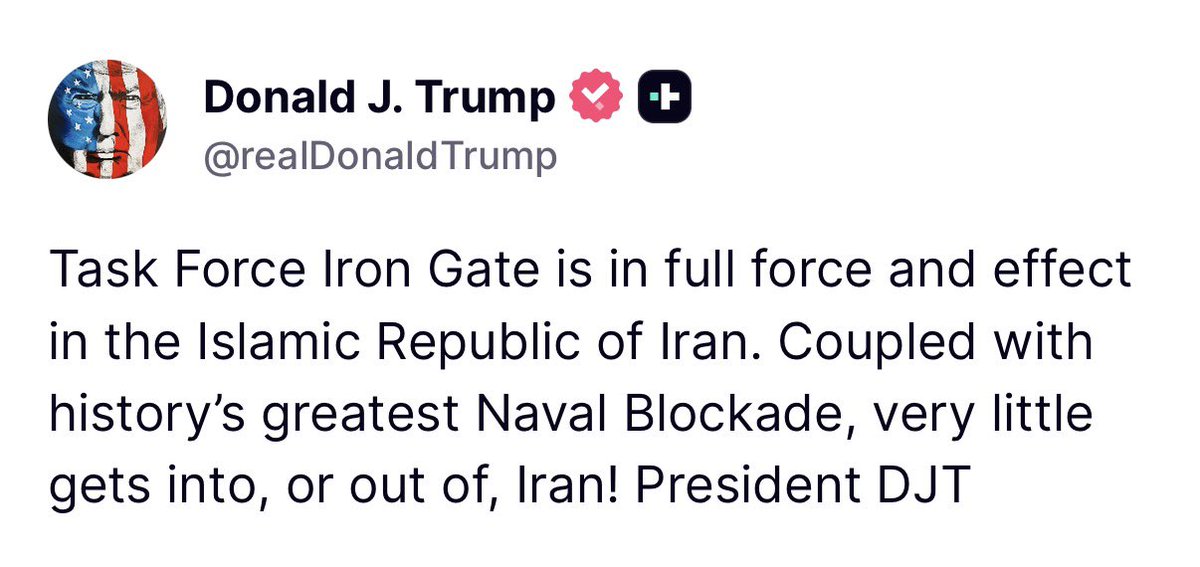 Donald J. Trump
@realDonaldTrump
Task Force Iron Gate is in full force and effect
in the Islamic Republic of Iran. Coupled with
history’s greatest Naval Blockade, very little
gets into, or out of, Iran! President DJT